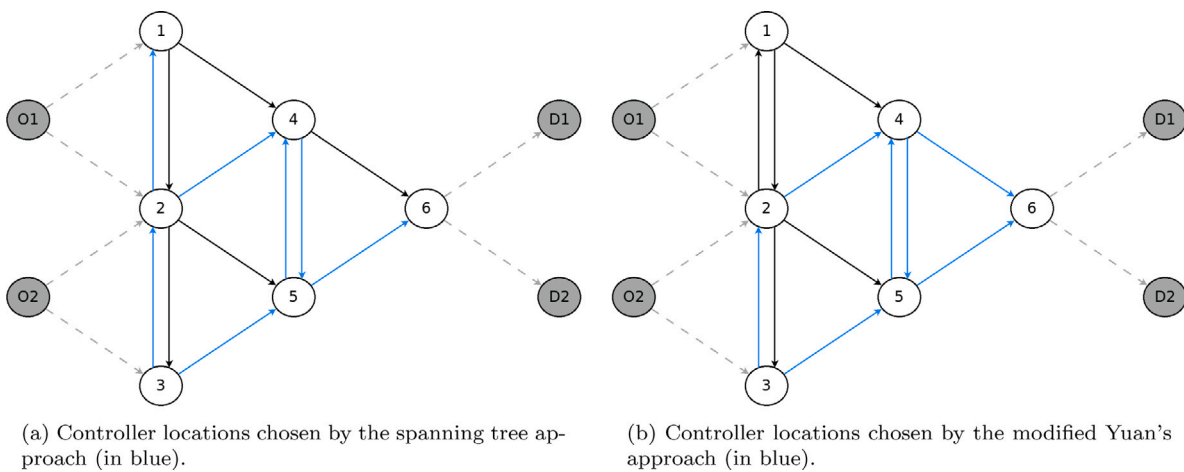 1
O1
4
D1
2
6
O2
5
D2
3
(a) Controller locations chosen by the spanning tree ap-
proach (in blue).
1
O1
4
D1
2
6
O2
5
D2
3
(b) Controller locations chosen by the modified Yuan's
approach (in blue).